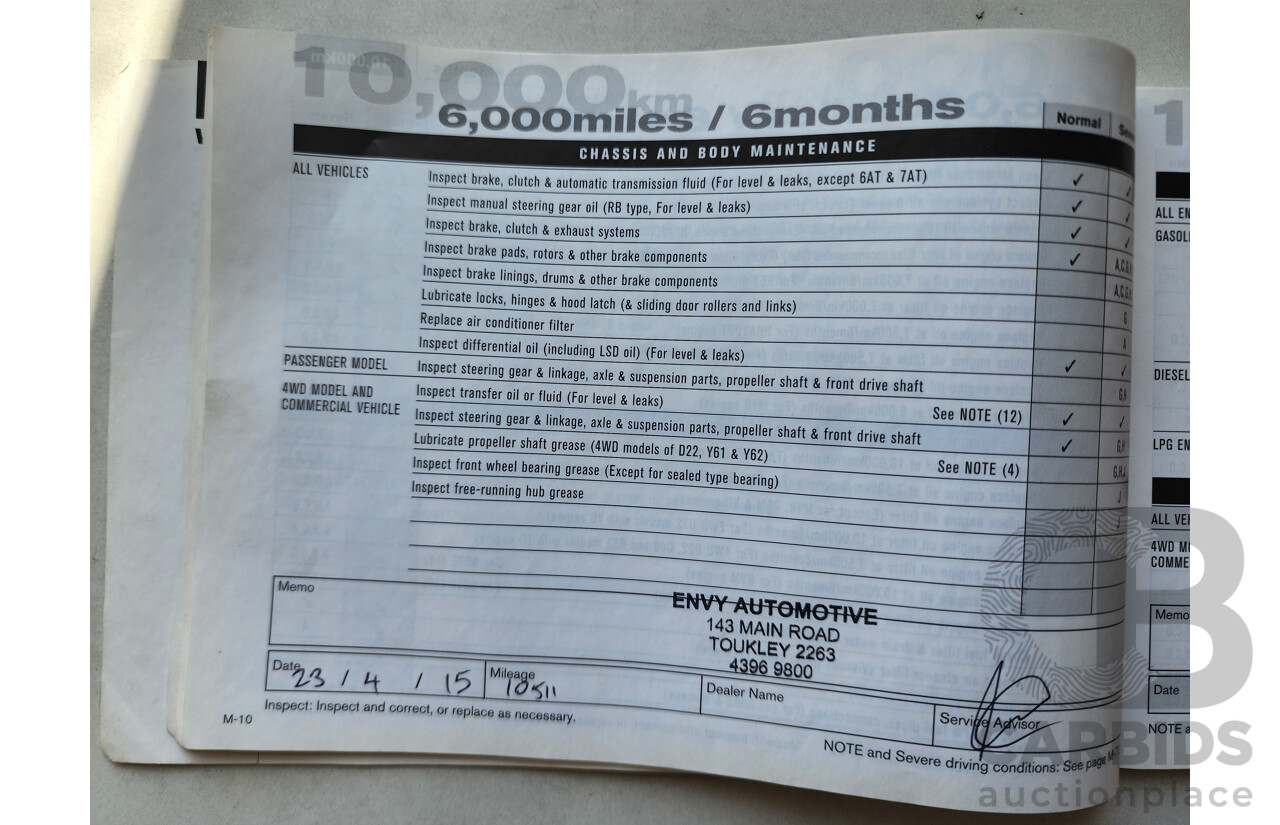 10,000km
6,000miles / 6months
Normal
CHASSIS AND BODY MAINTENANCE
ALL VEHICLES
Inspect brake, clutch & automatic transmission fluid (For level & leaks, except 6AT & 7AT) ✓ ✓
Inspect manual steering gear oil (RB type, For level & leaks) ✓ ✓
Inspect brake, clutch & exhaust systems ✓ ✓
Inspect brake pads, rotors & other brake components ✓ A,C,G
Inspect brake linings, drums & other brake components A,C,G
Lubricate locks, hinges & hood latch (& sliding door rollers and links) G
Replace air conditioner filter A
Inspect differential oil (including LSD oil) (For level & leaks) ✓ ✓
PASSENGER MODEL Inspect steering gear & linkage, axle & suspension parts, propeller shaft & front drive shaft G,H
4WD MODEL AND
COMMERCIAL VEHICLE
Inspect transfer oil or fluid (For level & leaks) See NOTE (12) ✓ ✓
Inspect steering gear & linkage, axle & suspension parts, propeller shaft & front drive shaft ✓ G,H
Lubricate propeller shaft grease (4WD models of D22, Y61 & Y62) See NOTE (4) G,H,J
Inspect front wheel bearing grease (Except for sealed type bearing) J
Inspect free-running hub grease
Memo
ENVY AUTOMOTIVE
143 MAIN ROAD
TOUKLEY 2263
4396 9800
Date 23 / 4 / 15
Mileage 10511
Dealer Name
Service Advisor
Inspect: Inspect and correct, or replace as necessary.
M-10
NOTE and Severe driving conditions: See page
1
ALL EN
GASOLI
DIESEL
LPG EN
ALL VEH
4WD MO
COMME
Memo
Date
NOTE a
CARBIDS
auctionplace